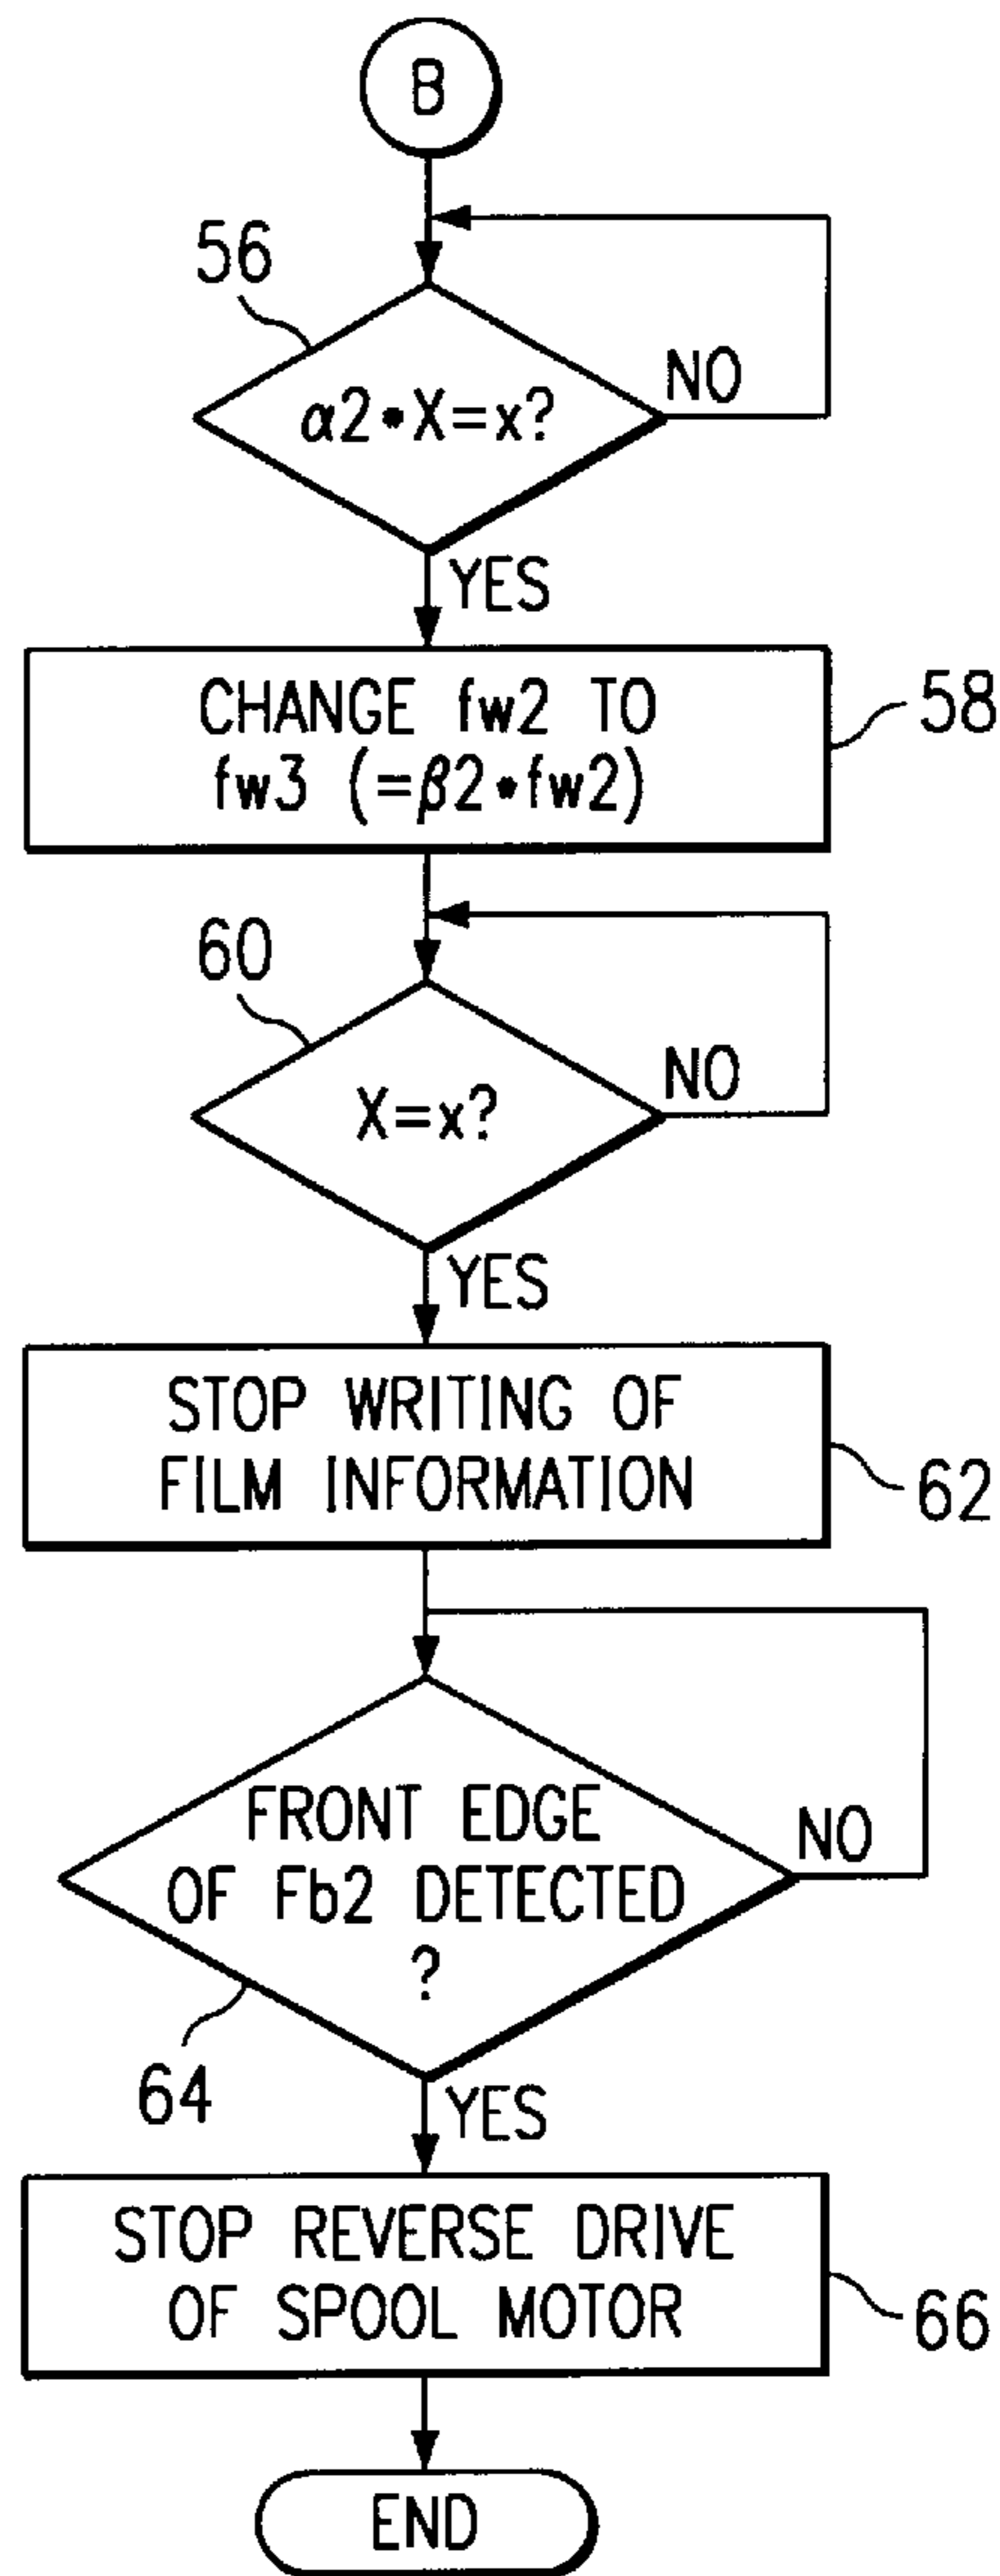 B
56
α2•X=x?
NO
YES
CHANGE fw2 TO
fw3 (=β2•fw2)
58
60
X=x?
NO
YES
STOP WRITING OF
FILM INFORMATION
62
FRONT EDGE
OF Fb2 DETECTED
?
NO
64
YES
STOP REVERSE DRIVE
OF SPOOL MOTOR
66
END